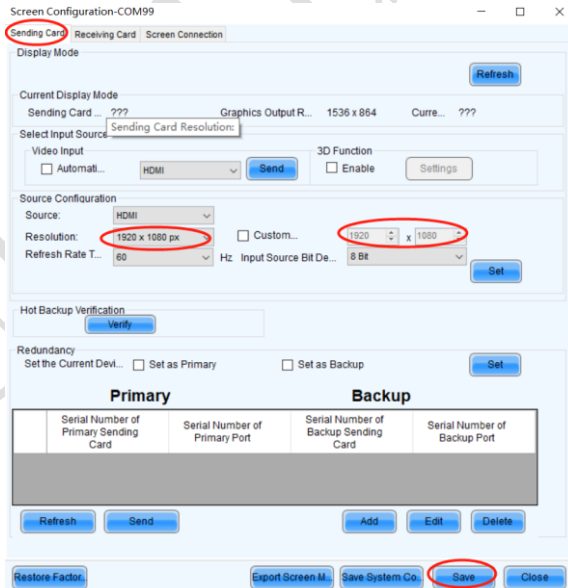 Screen Configuration-COM99
Sending Card Receiving Card Screen Connection
Display Mode
Refresh
Current Display Mode
Sending Card ... ??? Graphics Output R... 1536 x 864 Curre... ???
Sending Card Resolution:
Select Input Source
Video Input 3D Function
Automati... HDMI Send Enable Settings
Source Configuration
Source: HDMI
Resolution: 1920 x 1080 px Custom... 1920 x 1080
Refresh Rate T... 60 Hz Input Source Bit De... 8 Bit
Set
Hot Backup Verification
Verify
Redundancy
Set the Current Devi... Set as Primary Set as Backup Set
Primary Backup
Serial Number of Primary Sending Card Serial Number of Primary Port Serial Number of Backup Sending Card Serial Number of Backup Port
Refresh Send Add Edit Delete
Restore Factor.. Export Screen M.. Save System Co.. Save Close